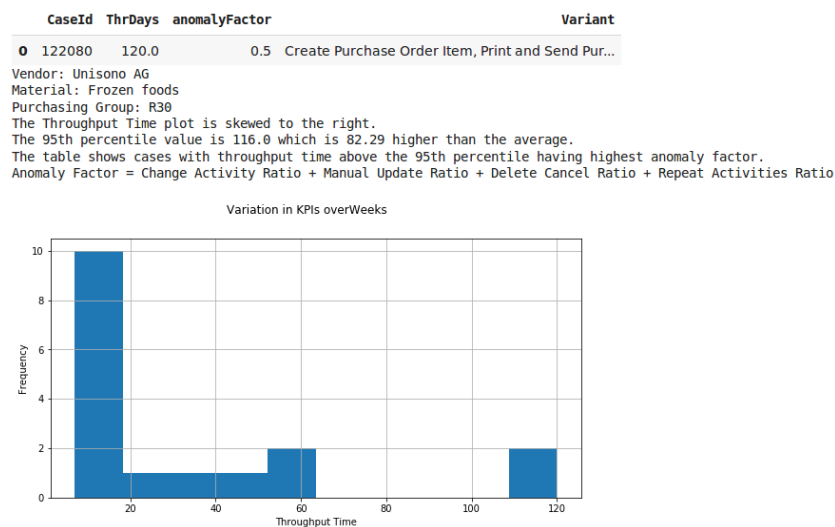 CaseId ThrDays anomalyFactor Variant
0 122080 120.0 0.5 Create Purchase Order Item, Print and Send Pur...
Vendor: Unisono AG
Material: Frozen foods
Purchasing Group: R30
The Throughput Time plot is skewed to the right.
The 95th percentile value is 116.0 which is 82.29 higher than the average.
The table shows cases with throughput time above the 95th percentile having highest anomaly factor.
Anomaly Factor = Change Activity Ratio + Manual Update Ratio + Delete Cancel Ratio + Repeat Activities Ratio
Variation in KPIs overWeeks
10
8
6
4
2
0
Frequency
20 40 60 80 100 120
Throughput Time